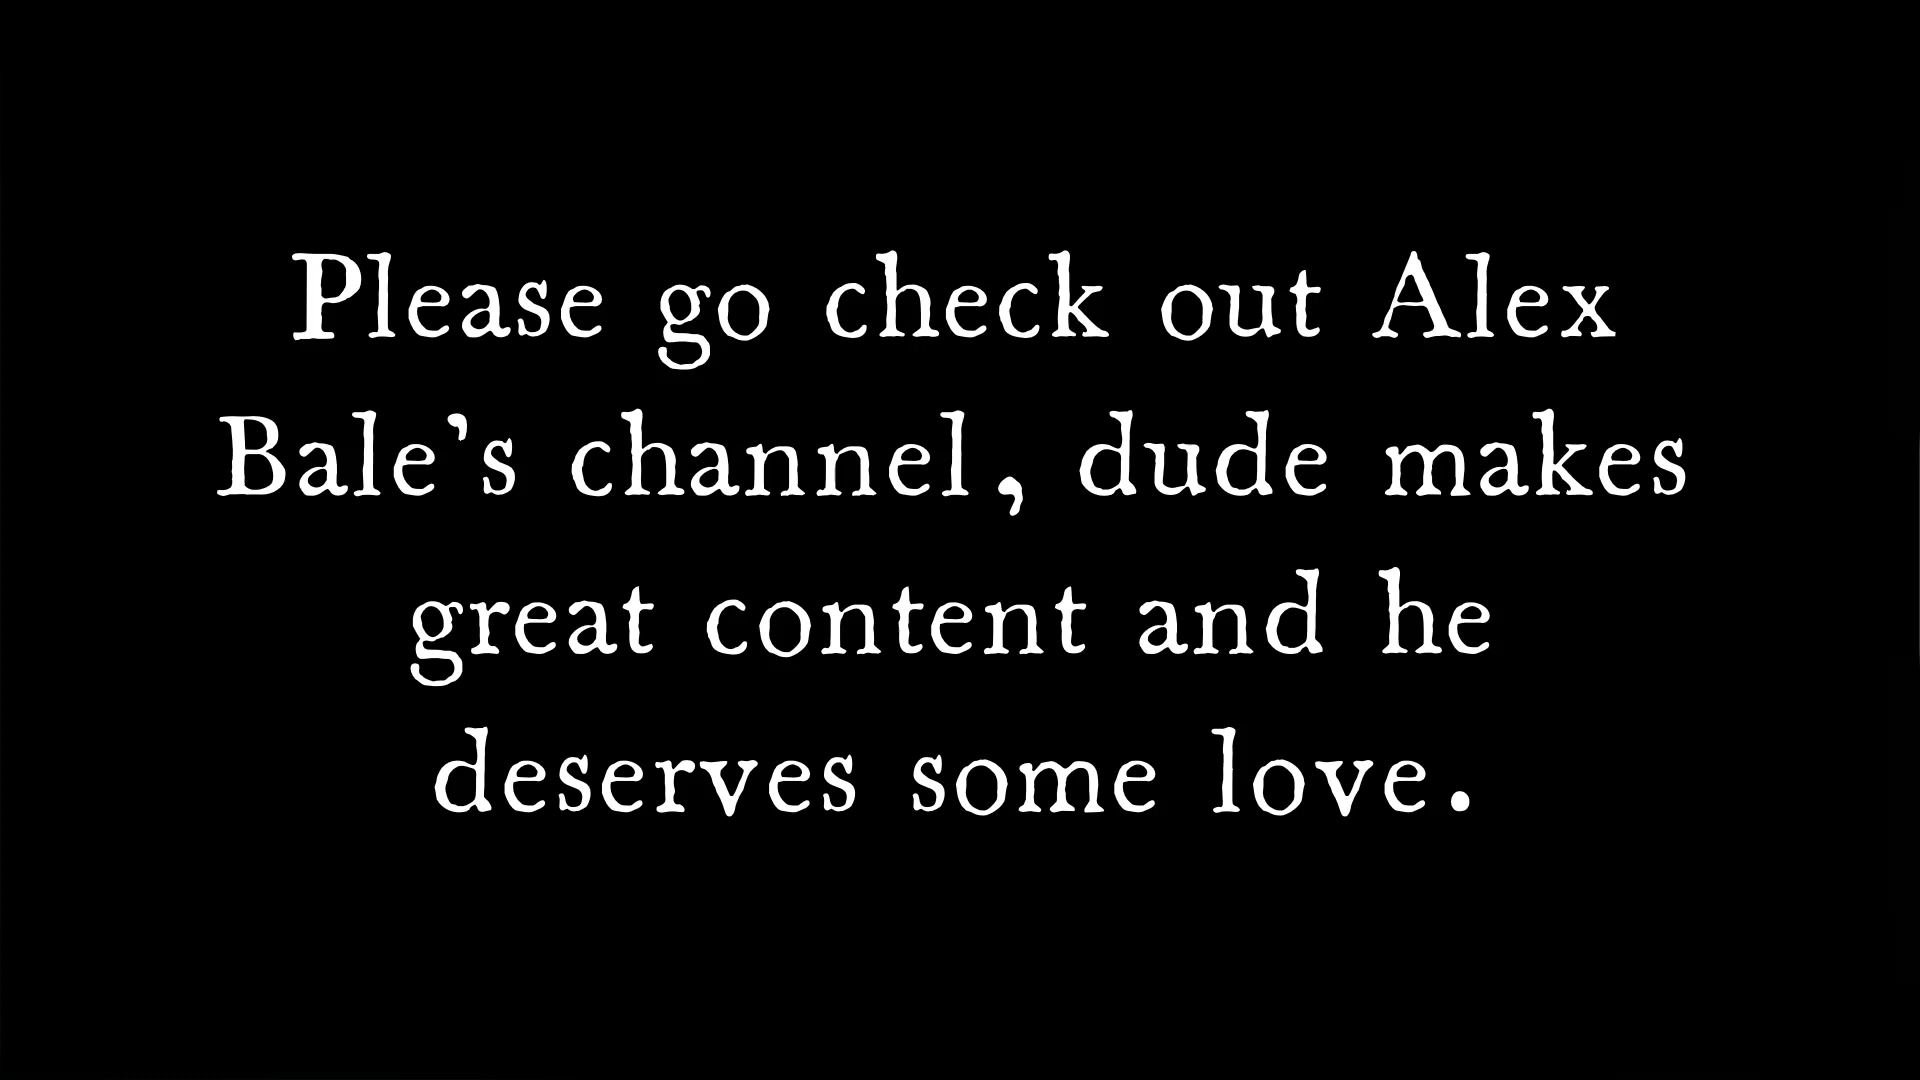 Please go check out Alex
Bale’s channel, dude makes
great content and he
deserves some love.